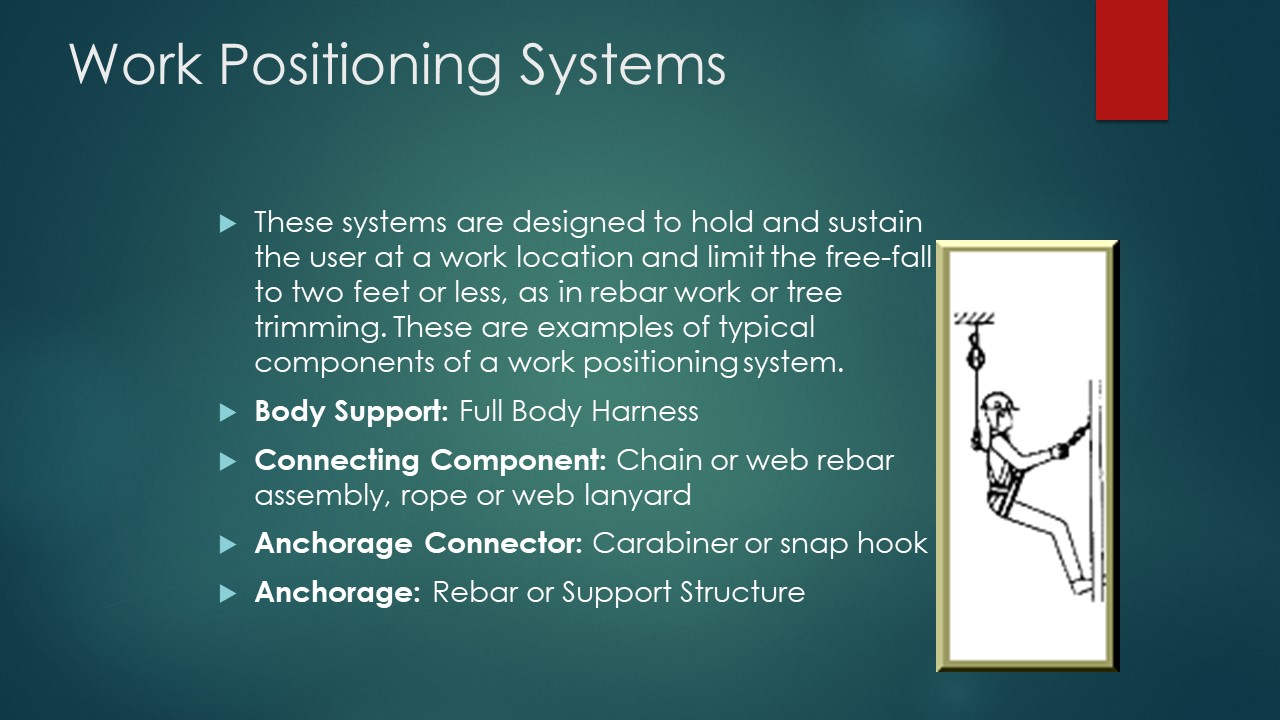 Work Positioning Systems
These systems are designed to hold and sustain
the user at a work location and limit the free-fall
to two feet or less, as in rebar work or tree
trimming. These are examples of typical
components of a work positioning system.
Body Support: Full Body Harness
Connecting Component: Chain or web rebar
assembly, rope or web lanyard
Anchorage Connector: Carabiner or snap hook
Anchorage: Rebar or Support Structure